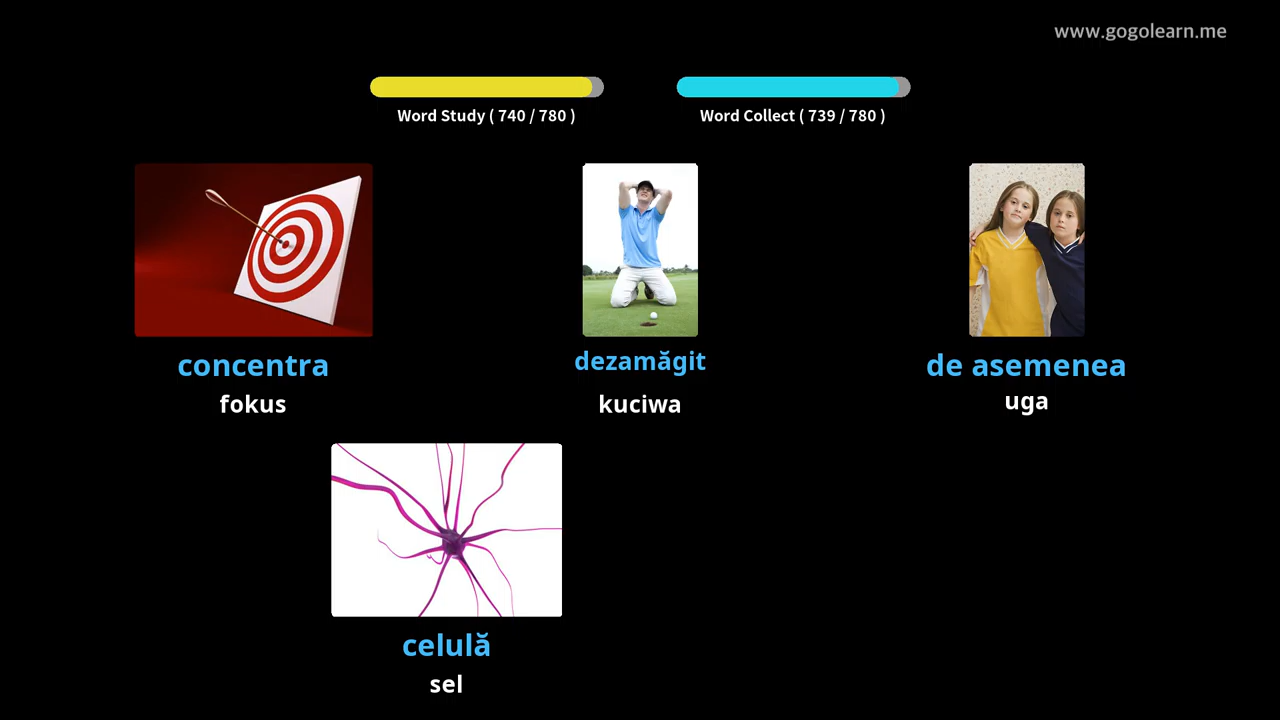 www.gogolearn.me
Word Study ( 740 / 780 )
Word Collect ( 739 / 780 )
concentra
fokus
dezamăgit
kuciwa
de asemenea
uga
celulă
sel